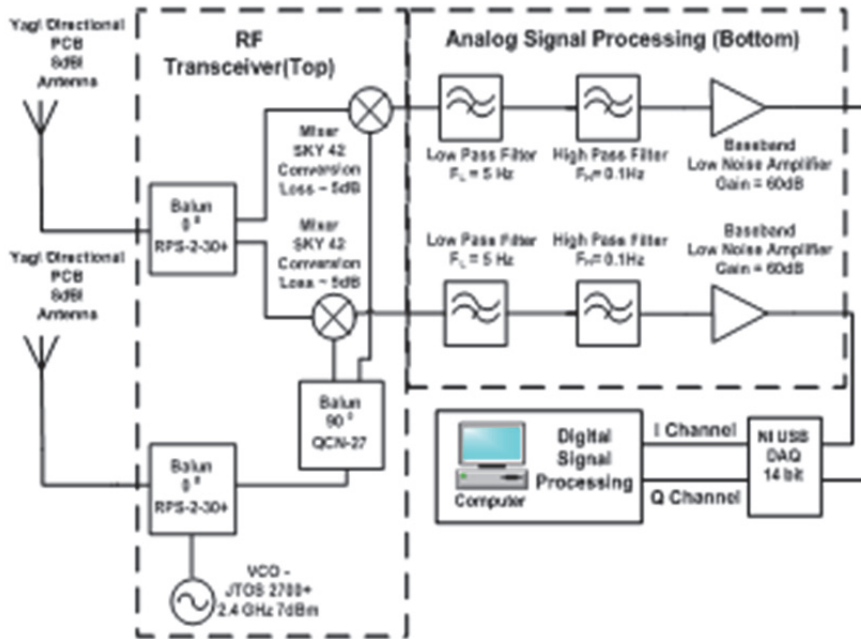 Yagi Directional
PCB
8dBi
Antenna
RF
Transceiver(Top)
Analog Signal Processing (Bottom)
Mixer
SKY 42
Conversion
Loss ~ 5dB
Low Pass Filter
FL = 5 Hz
High Pass Filter
FH= 0.1Hz
Baseband
Low Noise Amplifier
Gain = 60dB
Balun
0°
RPS-2-30+
Yagi Directional
PCB
8dBi
Antenna
Mixer
SKY 42
Conversion
Loss ~ 5dB
Low Pass Filter
FL = 5 Hz
High Pass Filter
FH= 0.1Hz
Baseband
Low Noise Amplifier
Gain = 60dB
Balun
90°
QCN-27
Balun
0°
RPS-2-30+
Computer
Digital
Signal
Processing
I Channel
Q Channel
NI USB
DAQ
14 bit
VCO -
JTOS 2700+
2.4 GHz 7dBm